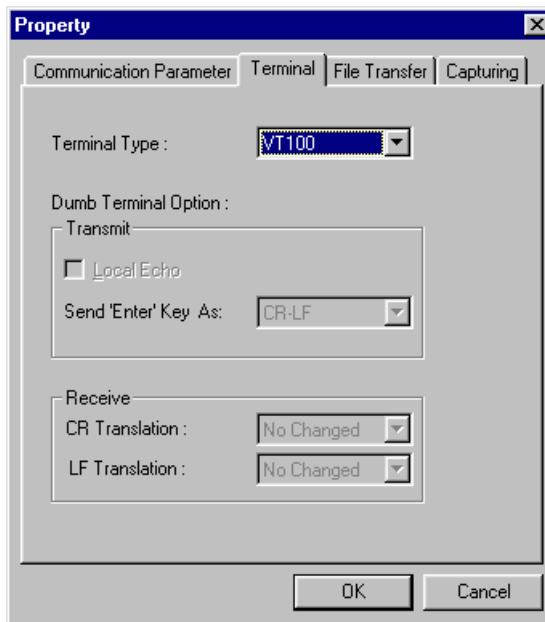 Property
Communication Parameter Terminal File Transfer Capturing
Terminal Type : VT100
Dumb Terminal Option :
Transmit
Local Echo
Send 'Enter' Key As: CR-LF
Receive
CR Translation : No Changed
LF Translation : No Changed
OK Cancel